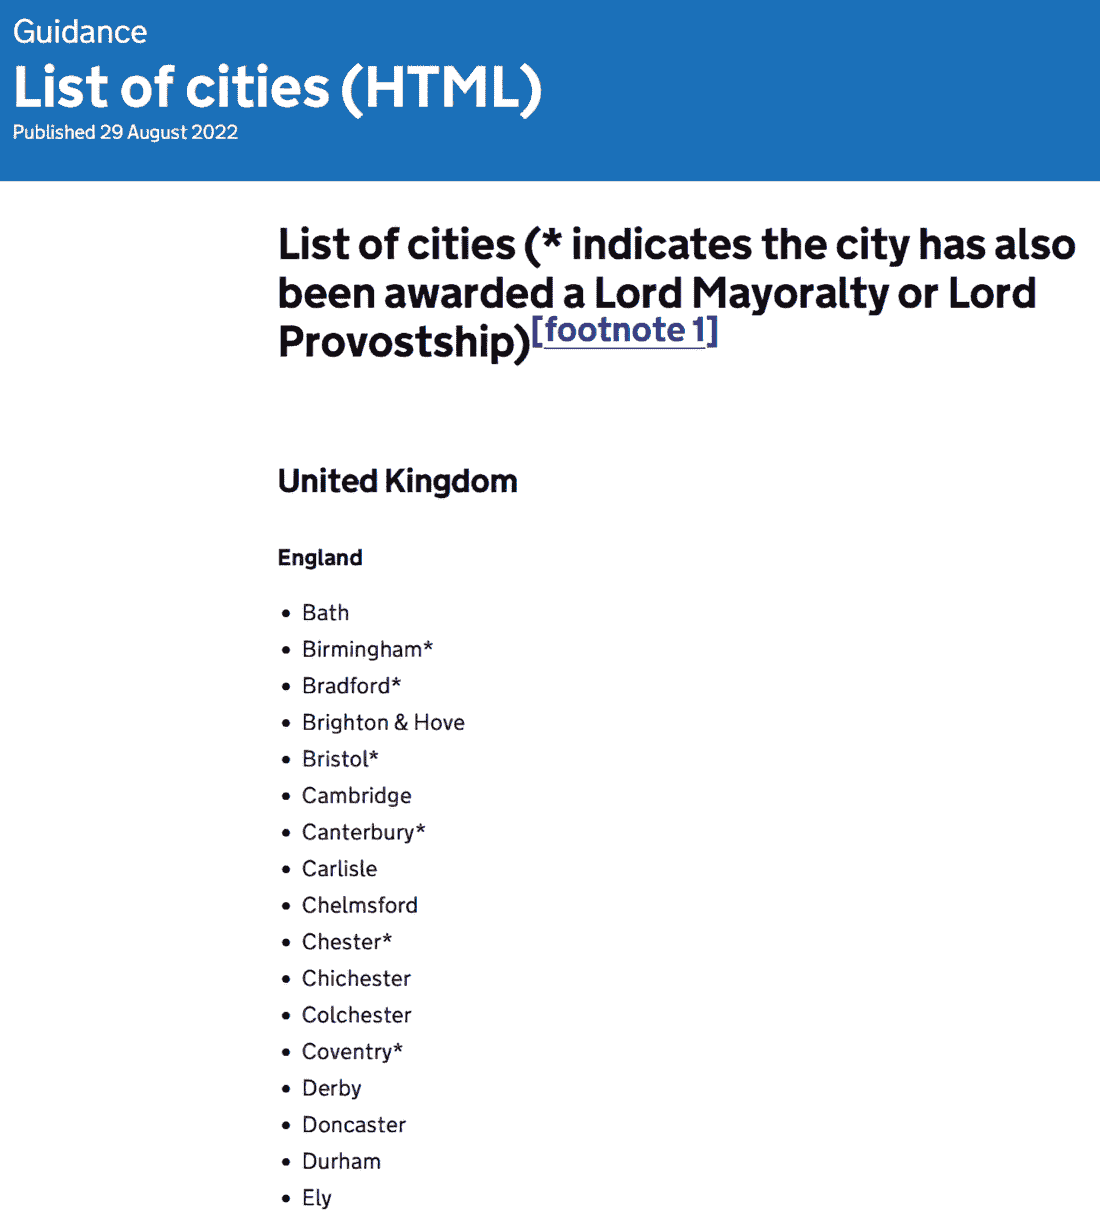 Guidance
List of cities (HTML)
Published 29 August 2022
List of cities (* indicates the city has also
been awarded a Lord Mayoralty or Lord
Provostship)[footnote 1]
United Kingdom
England
• Bath
• Birmingham*
• Bradford*
• Brighton & Hove
• Bristol*
• Cambridge
• Canterbury*
• Carlisle
• Chelmsford
• Chester*
• Chichester
• Colchester
• Coventry*
• Derby
• Doncaster
• Durham
• Ely